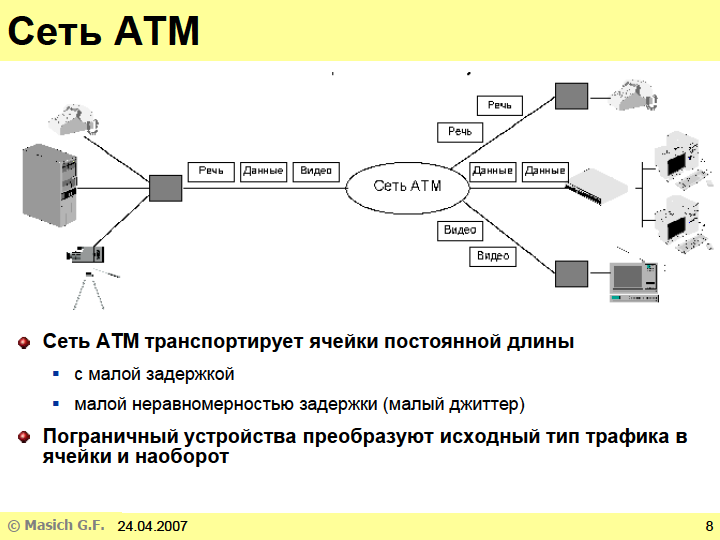 Сеть АТМ
Речь
Речь
Речь
Данные
Видео
Сеть АТМ
Данные
Данные
Видео
Видео
Сеть АТМ транспортирует ячейки постоянной длины
с малой задержкой
малой неравномерностью задержки (малый джиттер)
Пограничный устройства преобразуют исходный тип трафика в
ячейки и наоборот
© Masich G.F.
24.04.2007
8